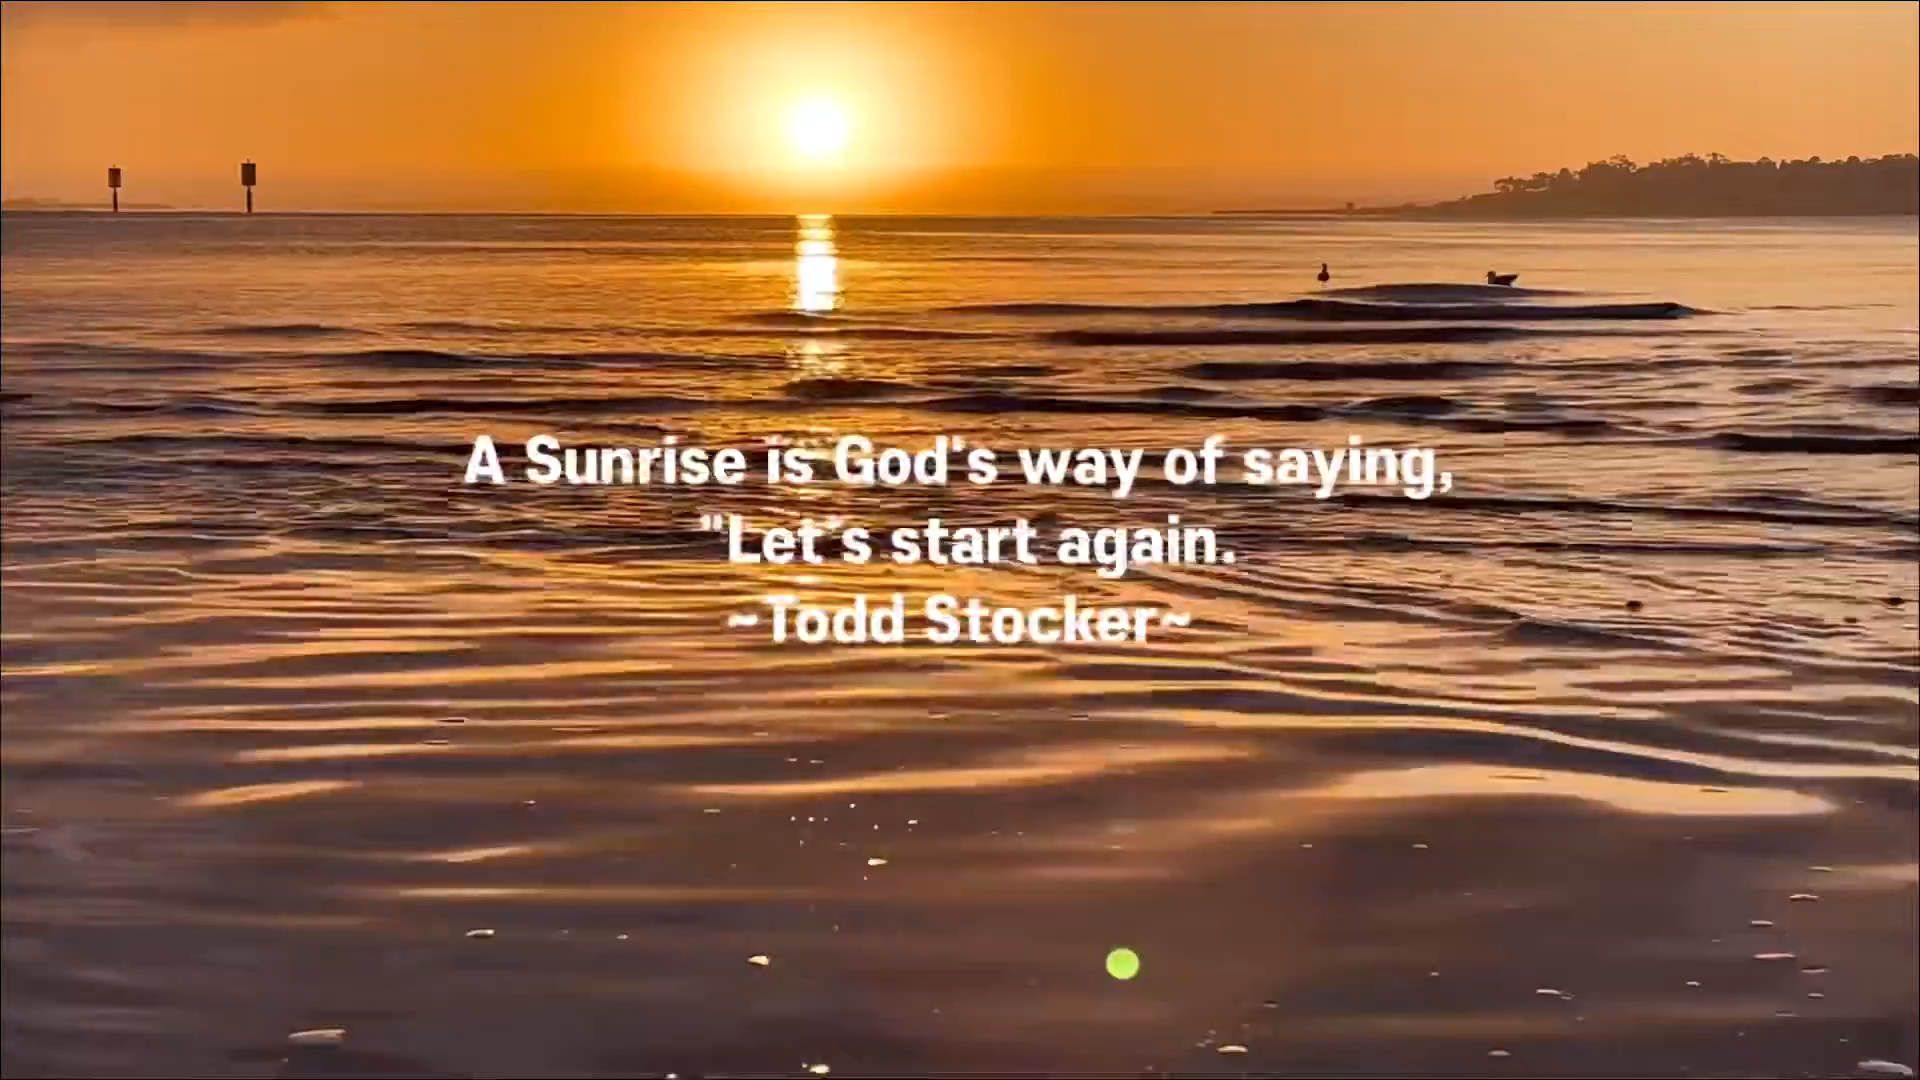 A Sunrise is God's way of saying,
"Let's start again.
~Todd Stocker~